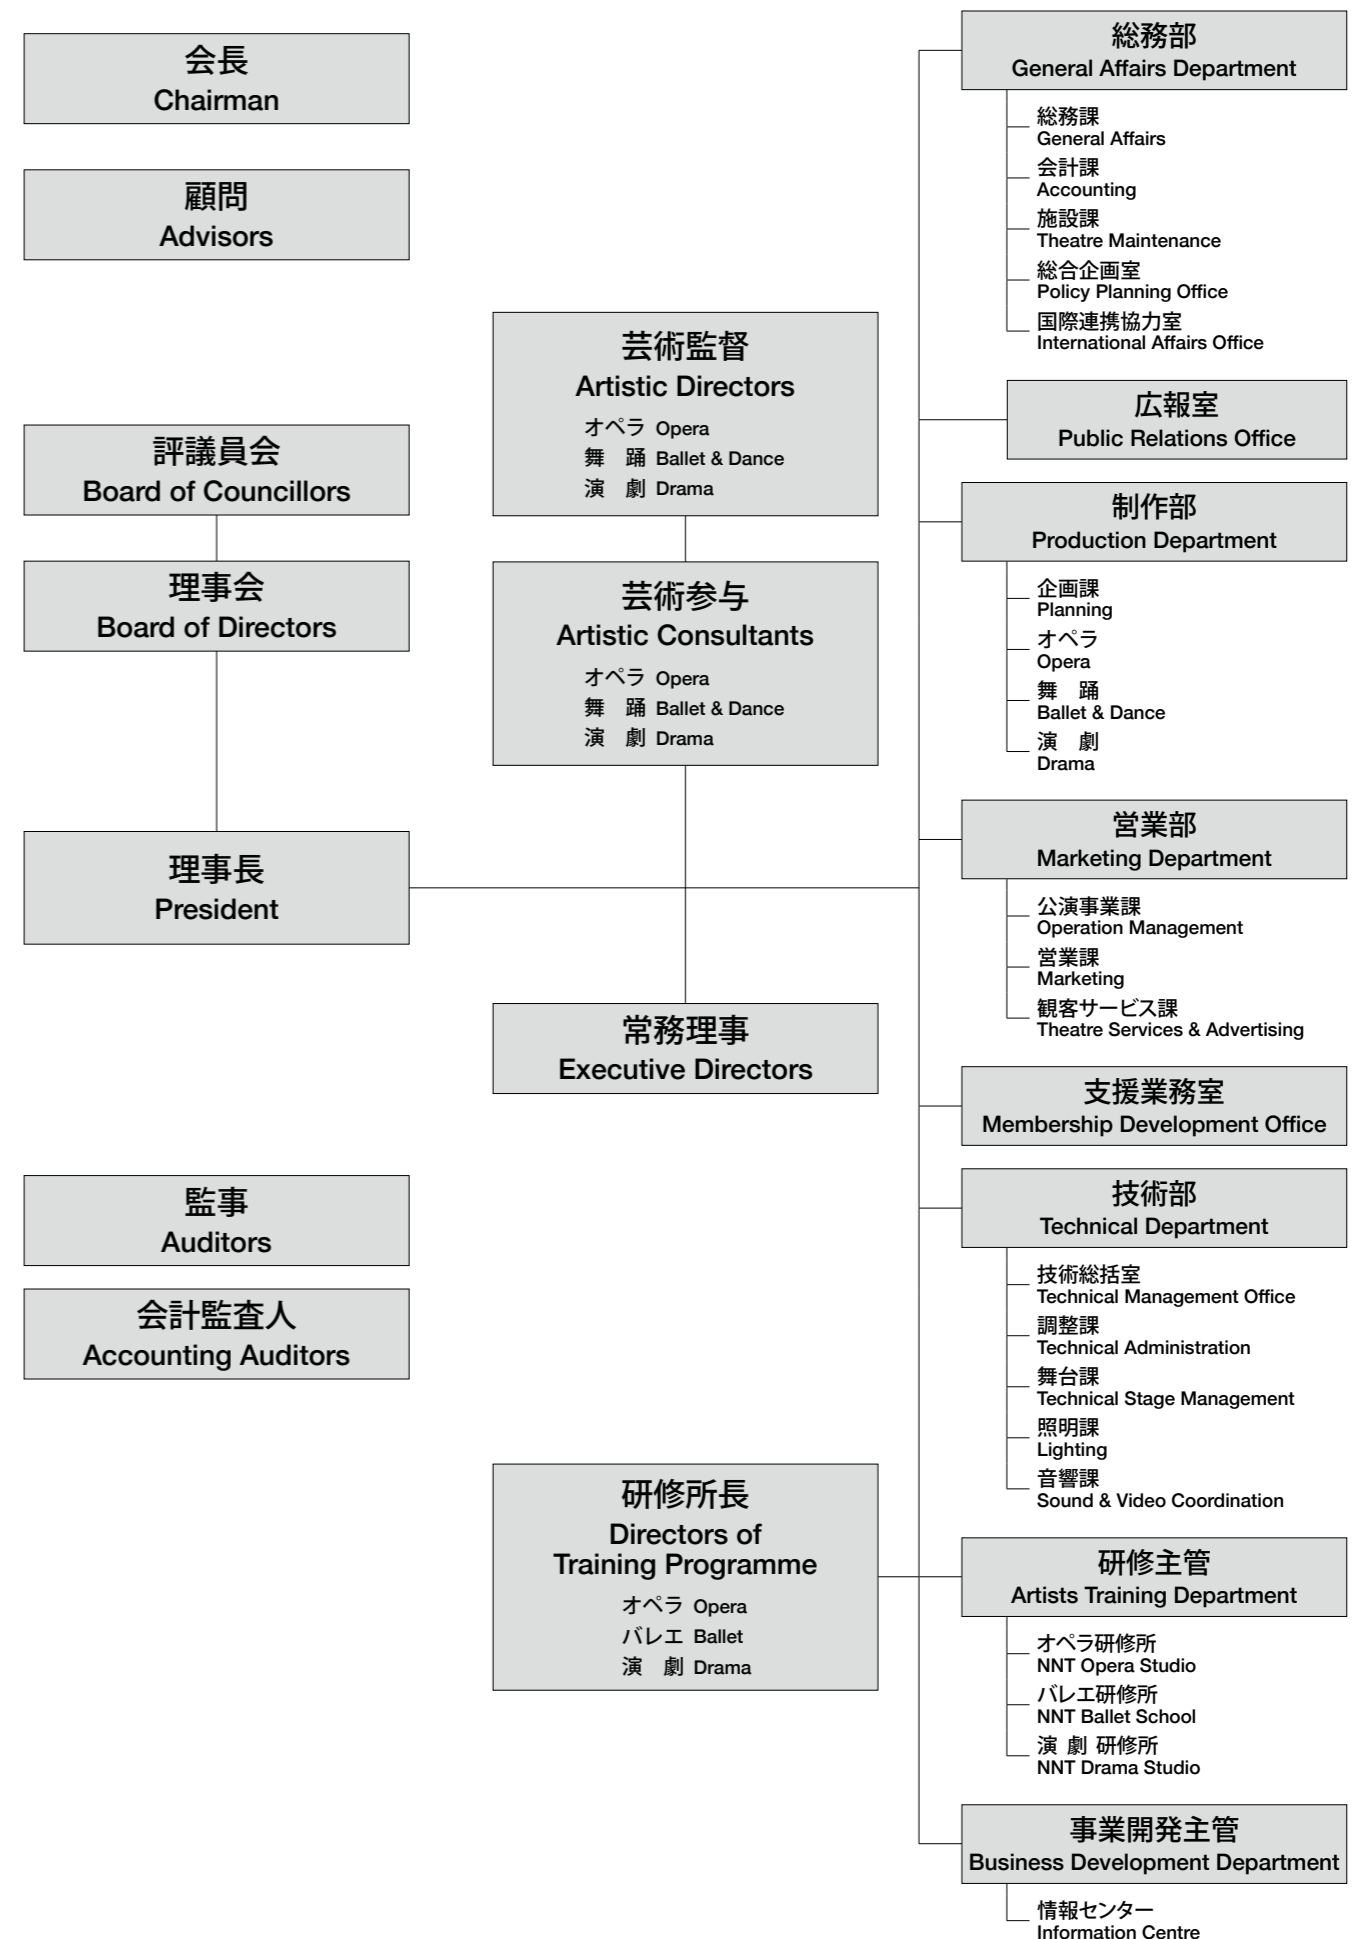 会長
Chairman
顧問
Advisors
評議員会
Board of Councillors
理事会
Board of Directors
理事長
President
監事
Auditors
会計監査人
Accounting Auditors
芸術監督
Artistic Directors
オペラ Opera
舞　踊 Ballet & Dance
演　劇 Drama
芸術参与
Artistic Consultants
オペラ Opera
舞　踊 Ballet & Dance
演　劇 Drama
常務理事
Executive Directors
研修所長
Directors of
Training Programme
オペラ Opera
バレエ Ballet
演　劇 Drama
総務部
General Affairs Department
総務課
General Affairs
会計課
Accounting
施設課
Theatre Maintenance
総合企画室
Policy Planning Office
国際連携協力室
International Affairs Office
広報室
Public Relations Office
制作部
Production Department
企画課
Planning
オペラ
Opera
舞　踊
Ballet & Dance
演　劇
Drama
営業部
Marketing Department
公演事業課
Operation Management
営業課
Marketing
観客サービス課
Theatre Services & Advertising
支援業務室
Membership Development Office
技術部
Technical Department
技術総括室
Technical Management Office
調整課
Technical Administration
舞台課
Technical Stage Management
照明課
Lighting
音響課
Sound & Video Coordination
研修主管
Artists Training Department
オペラ研修所
NNT Opera Studio
バレエ研修所
NNT Ballet School
演 劇 研修所
NNT Drama Studio
事業開発主管
Business Development Department
情報センター
Information Centre